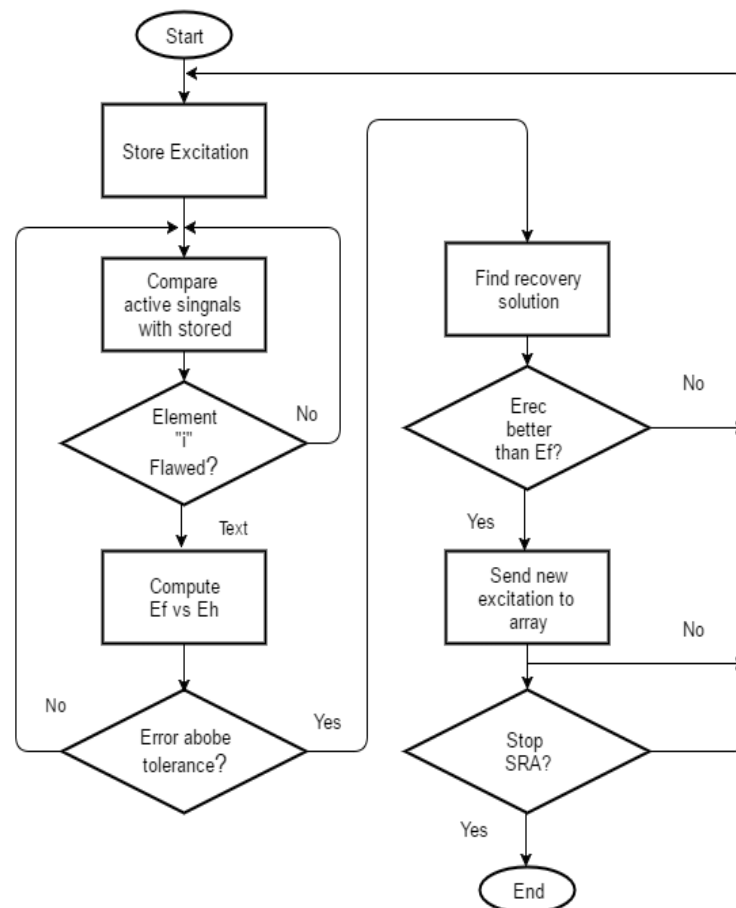 Start
Store Excitation
Compare
active singnals
with stored
Element
"i"
Flawed?
No
Text
Compute
Ef vs Eh
Error abobe
tolerance?
No
Yes
Find recovery
solution
Erec
better
than Ef?
No
Yes
Send new
excitation to
array
No
Stop
SRA?
Yes
End